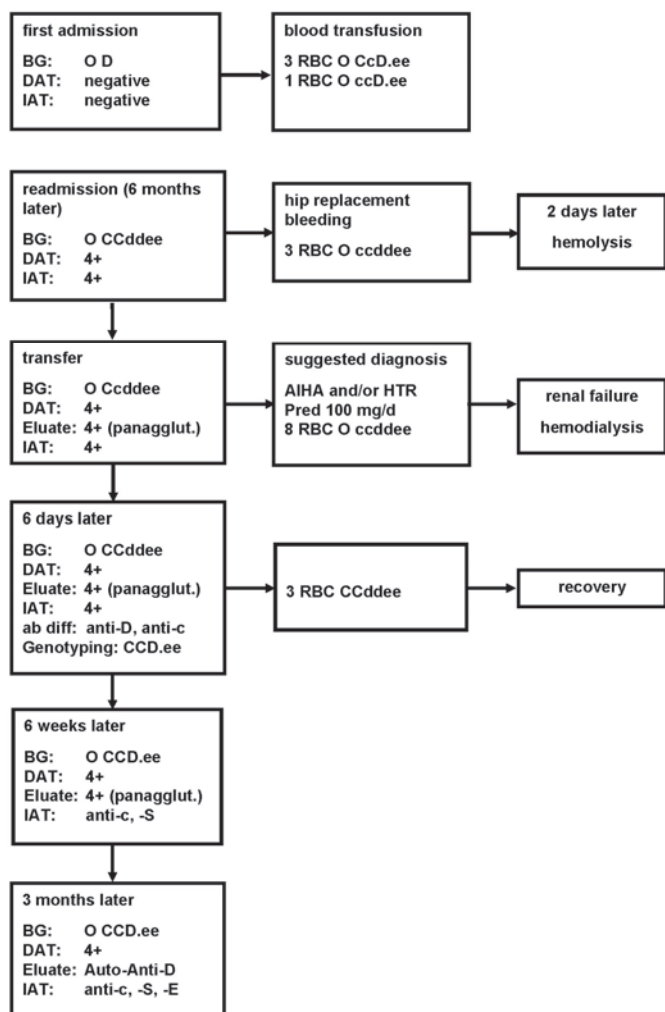 first admission
BG: O D
DAT: negative
IAT: negative
blood transfusion
3 RBC O CcD.ee
1 RBC O ccD.ee
readmission (6 months
later)
BG: O CCddee
DAT: 4+
IAT: 4+
hip replacement
bleeding
3 RBC O ccddee
2 days later
hemolysis
transfer
BG: O Ccddee
DAT: 4+
Eluate: 4+ (panagglut.)
IAT: 4+
suggested diagnosis
AIHA and/or HTR
Pred 100 mg/d
8 RBC O ccddee
renal failure
hemodialysis
6 days later
BG: O CCddee
DAT: 4+
Eluate: 4+ (panagglut.)
IAT: 4+
ab diff: anti-D, anti-c
Genotyping: CCD.ee
3 RBC CCddee
recovery
6 weeks later
BG: O CCD.ee
DAT: 4+
Eluate: 4+ (panagglut.)
IAT: anti-c, -S
3 months later
BG: O CCD.ee
DAT: 4+
Eluate: Auto-Anti-D
IAT: anti-c, -S, -E